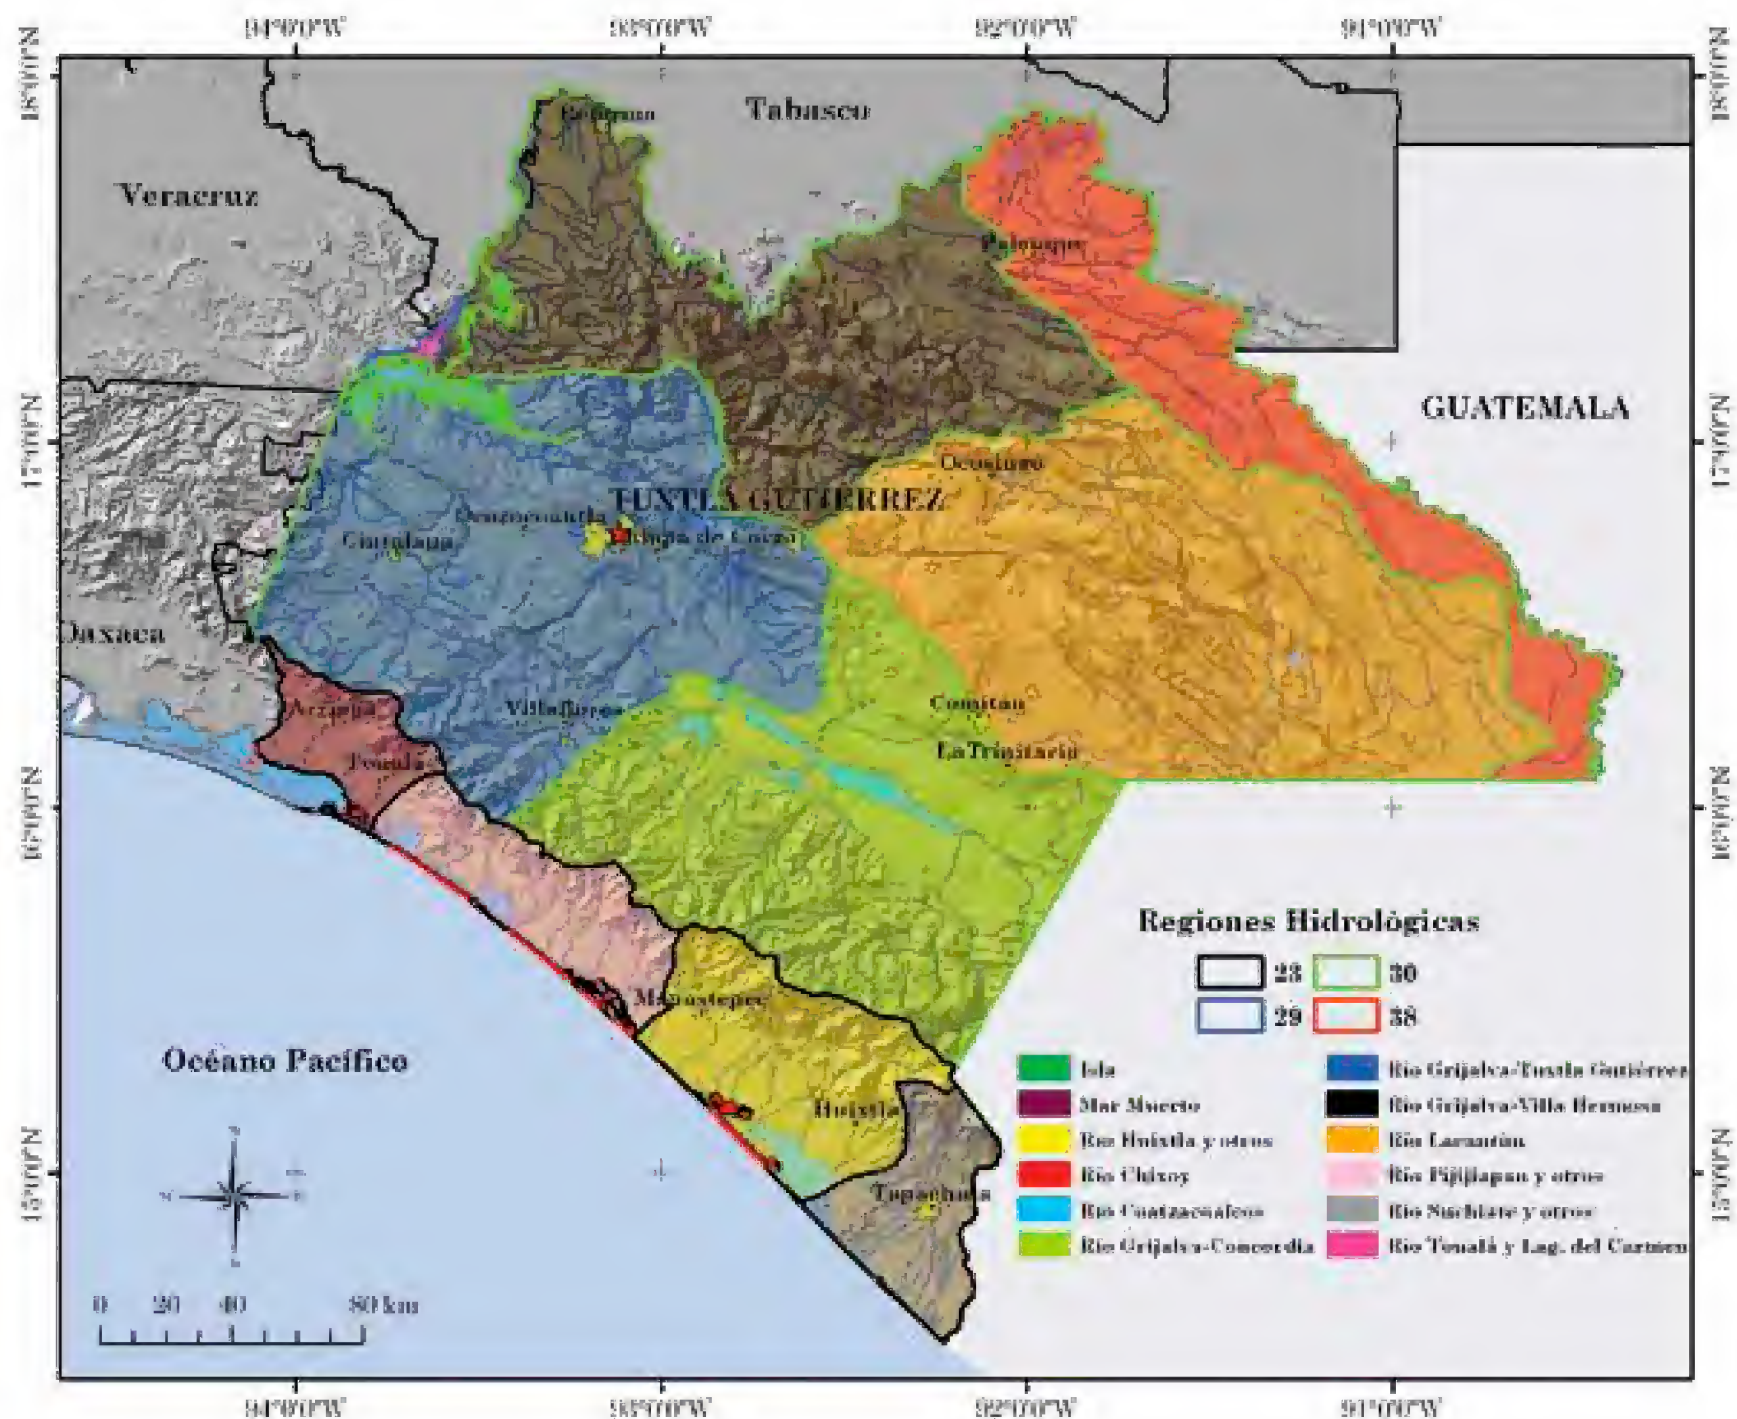 94°0'0"W 93°0'0"W 92°0'0"W 91°0'0"W
18°0'0"N
18°0'0"N
Tabasco
Veracruz
Palenque
GUATEMALA
17°0'0"N
17°0'0"N
Ocosingo
TUXTLA GUTIERREZ
Ocozocoautla
Cintalapa
Chiapa de Corzo
Oaxaca
Arriaga
Villaflores
Comitán
Tonalá
La Trinitaria
16°0'0"N
16°0'0"N
Regiones Hidrológicas
23 30
29 38
Mapastepec
Océano Pacífico
Huixtla
Tapachula
Isla
Mar Muerto
Río Huixtla y otros
Río Chixoy
Río Coatzacoalcos
Río Grijalva-Concordia
Río Grijalva-Tuxtla Gutiérrez
Río Grijalva-Villa Hermosa
Río Lacantún
Río Pijijiapan y otros
Río Suchiate y otros
Río Tonalá y Lag. del Carmen
15°0'0"N
15°0'0"N
N
S
0 20 40 80 km
94°0'0"W 93°0'0"W 92°0'0"W 91°0'0"W